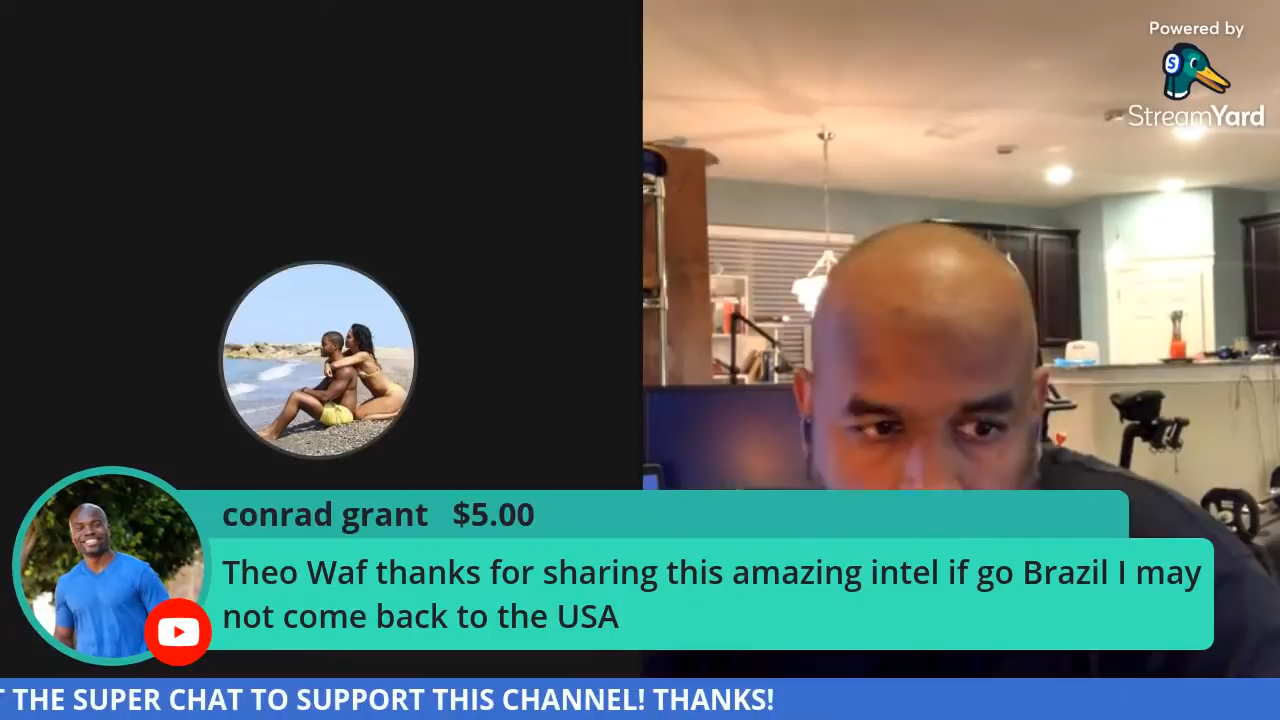 Powered by
StreamYard
conrad grant $5.00
Theo Waf thanks for sharing this amazing intel if go Brazil I may
not come back to the USA
THE SUPER CHAT TO SUPPORT THIS CHANNEL! THANKS!